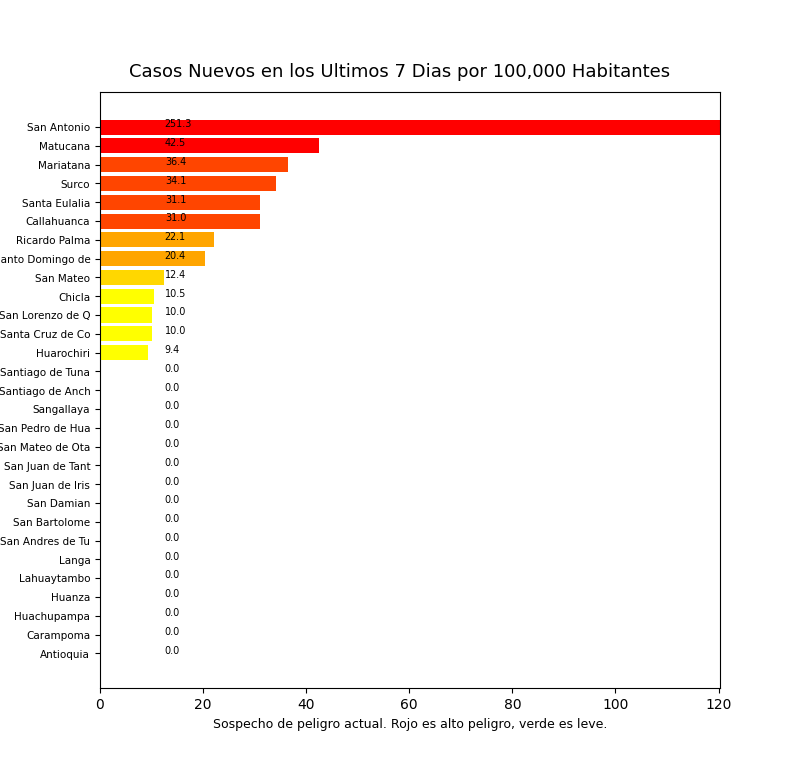 Casos Nuevos en los Ultimos 7 Dias por 100,000 Habitantes
San Antonio 251.3
Matucana 42.5
Mariatana 36.4
Surco 34.1
Santa Eulalia 31.1
Callahuanca 31.0
Ricardo Palma 22.1
anto Domingo de 20.4
San Mateo 12.4
Chicla 10.5
San Lorenzo de Q 10.0
Santa Cruz de Co 10.0
Huarochiri 9.4
Santiago de Tuna 0.0
Santiago de Anch 0.0
Sangallaya 0.0
San Pedro de Hua 0.0
San Mateo de Ota 0.0
San Juan de Tant 0.0
San Juan de Iris 0.0
San Damian 0.0
San Bartolome 0.0
San Andres de Tu 0.0
Langa 0.0
Lahuaytambo 0.0
Huanza 0.0
Huachupampa 0.0
Carampoma 0.0
Antioquia 0.0
0 20 40 60 80 100 120
Sospecho de peligro actual. Rojo es alto peligro, verde es leve.